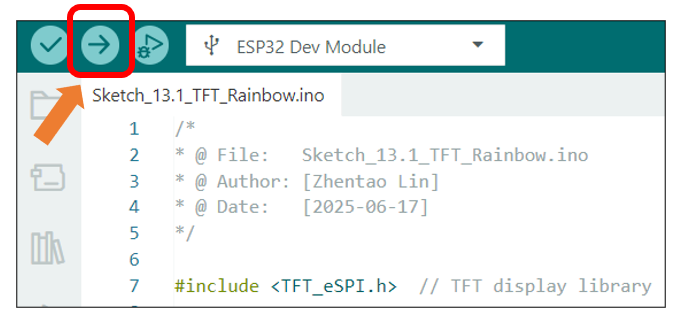 ESP32 Dev Module
Sketch_13.1_TFT_Rainbow.ino
1 /*
2 * @ File:   Sketch_13.1_TFT_Rainbow.ino
3 * @ Author: [Zhentao Lin]
4 * @ Date:   [2025-06-17]
5 */
6
7 #include <TFT_eSPI.h>  // TFT display library